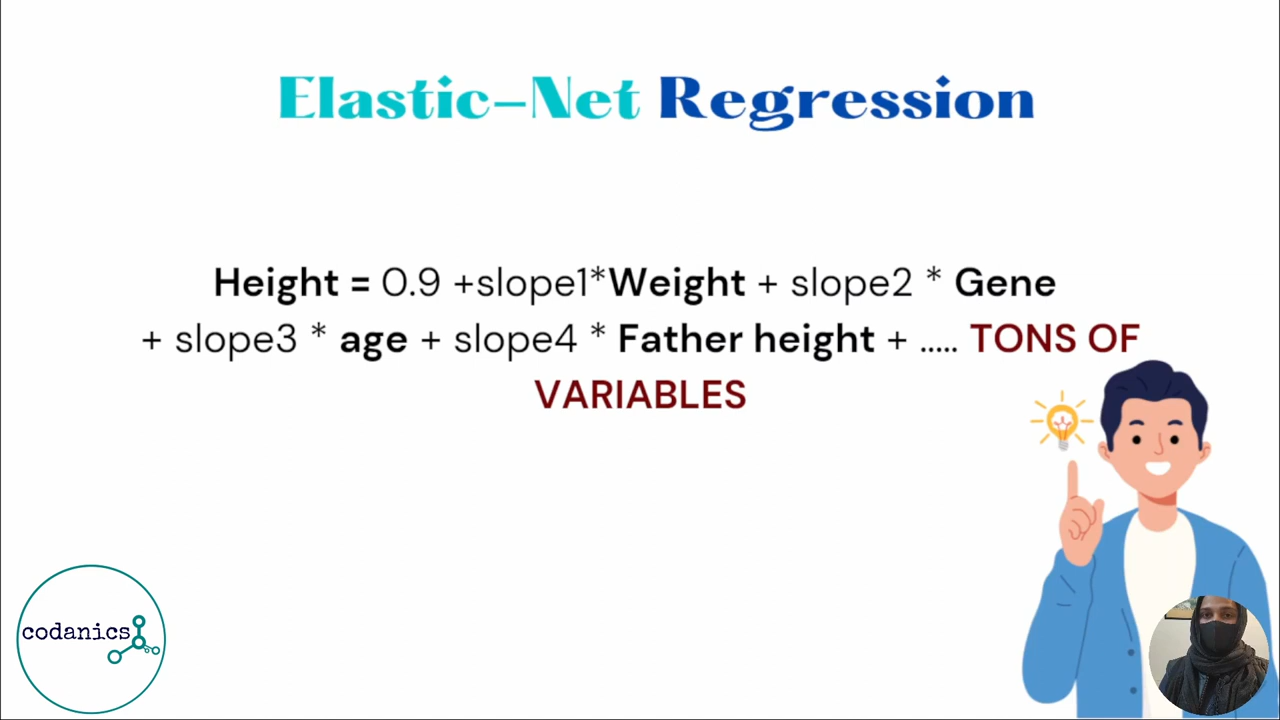 Elastic–Net Regression
Height = 0.9 +slope1*Weight + slope2 * Gene
+ slope3 * age + slope4 * Father height + ..... TONS OF
VARIABLES
codanics